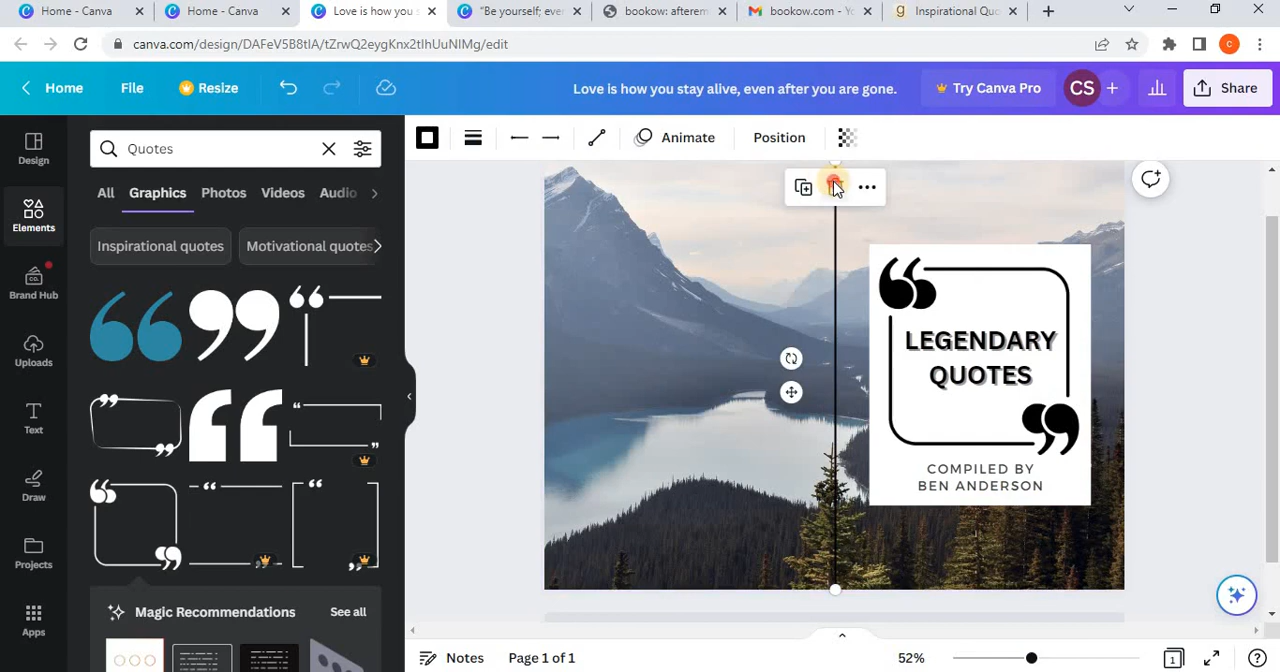 Home - Canva
Home - Canva
Love is how you s
"Be yourself; eve
bookow: afterem
bookow.com - Yo
Inspirational Quo
canva.com/design/DAFeV5B8tIA/tZrwQ2eygKnx2tIhUuNIMg/edit
C
Home
File
Resize
Love is how you stay alive, even after you are gone.
Try Canva Pro
CS
Share
Design
Elements
Brand Hub
Uploads
Text
Draw
Projects
Apps
CO.
Quotes
All
Graphics
Photos
Videos
Audio
Inspirational quotes
Motivational quotes
Magic Recommendations
See all
Animate
Position
LEGENDARY
QUOTES
COMPILED BY
BEN ANDERSON
Notes
Page 1 of 1
52%
1